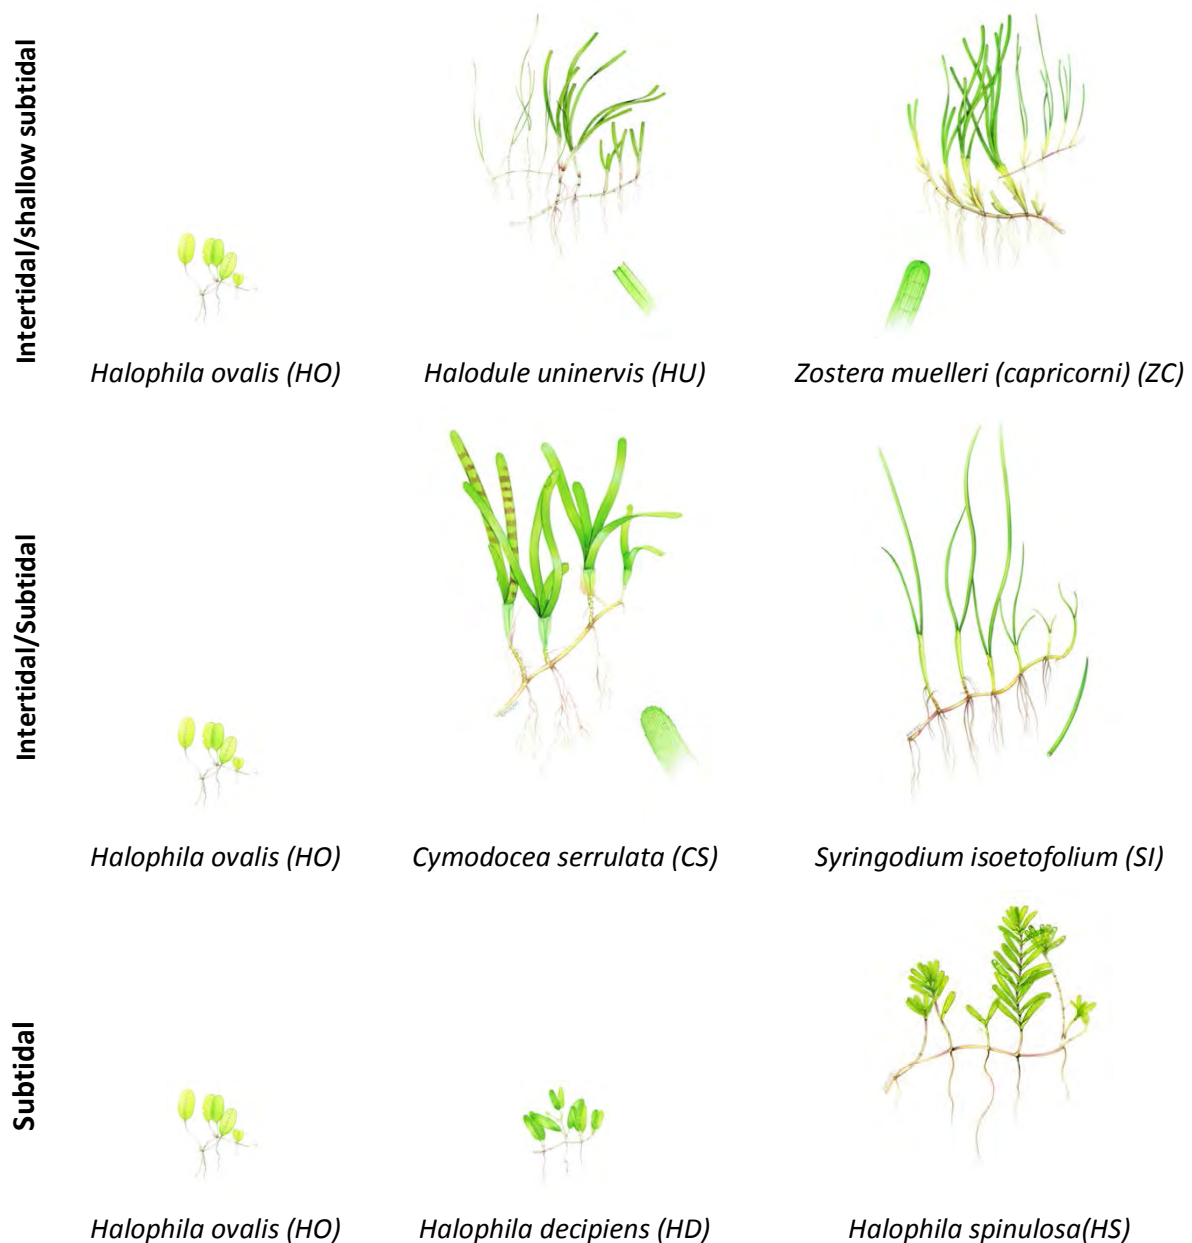 Intertidal/shallow subtidal
Halophila ovalis (HO)
Halodule uninervis (HU)
Zostera muelleri (capricorni) (ZC)
Intertidal/Subtidal
Halophila ovalis (HO)
Cymodocea serrulata (CS)
Syringodium isoetofolium (SI)
Subtidal
Halophila ovalis (HO)
Halophila decipiens (HD)
Halophila spinulosa(HS)